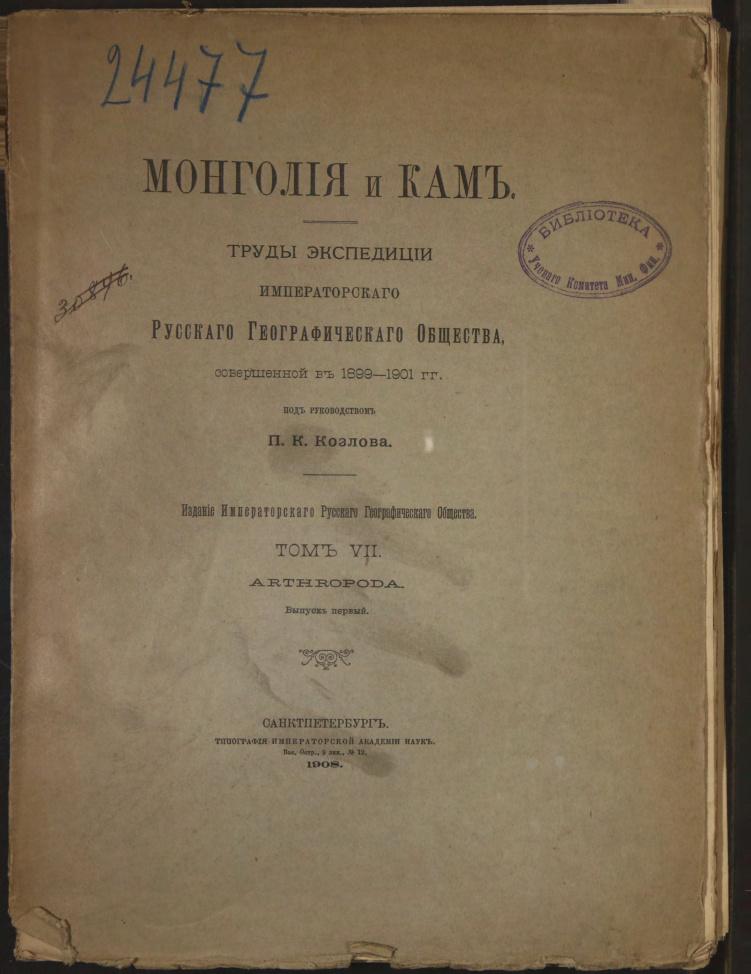 24477
МОНГОЛІЯ И КАМЪ.
БИБЛІОТЕКА
* Ученаго Комитета Мин. Фин. *
ТРУДЫ ЭКСПЕДИЦІИ
ИМПЕРАТОРСКАГО
30896.
РУССКАГО ГЕОГРАФИЧЕСКАГО ОБЩЕСТВА,
совершенной въ 1899—1901 гг.
ПОДЪ РУКОВОДСТВОМЪ
П. К. Козлова.
Изданіе Императорскаго Русскаго Географическаго Общества.
ТОМЪ VII.
ARTHROPODA.
Выпускъ первый.
САНКТПЕТЕРБУРГЪ.
ТИПОГРАФІЯ ИМПЕРАТОРСКОЙ АКАДЕМІИ НАУКЪ.
Вас. Остр., 9 лин., № 12.
1908.